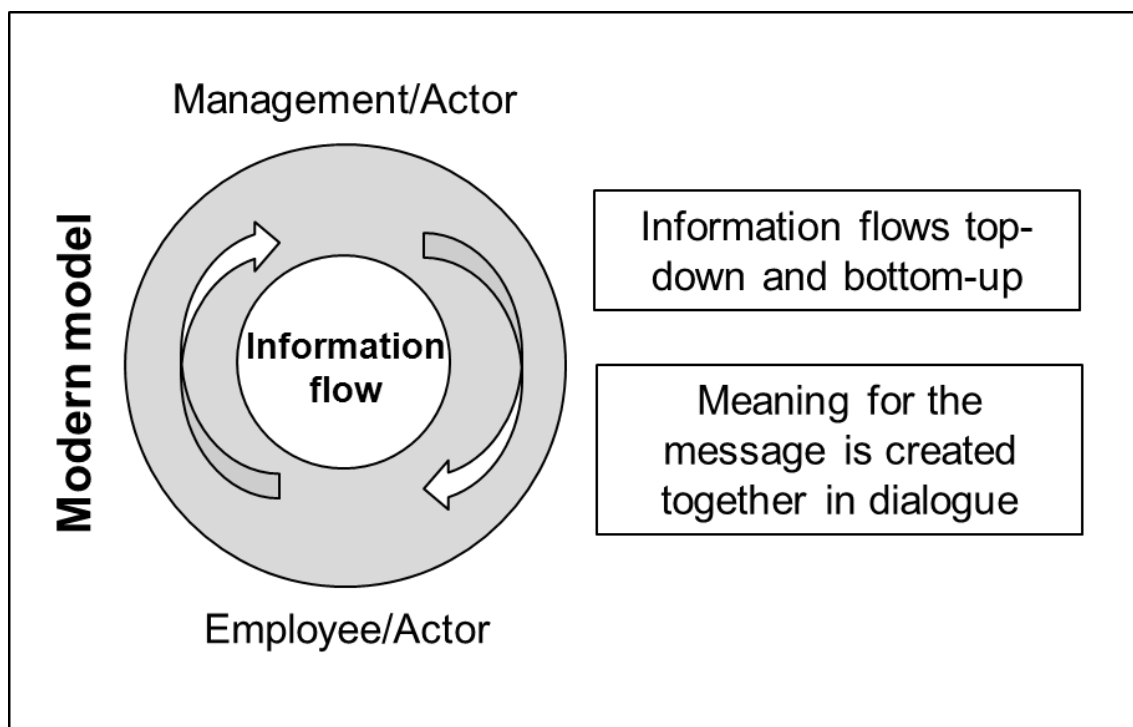 Management/Actor
Modern model
Information
flow
Information flows top-
down and bottom-up
Meaning for the
message is created
together in dialogue
Employee/Actor